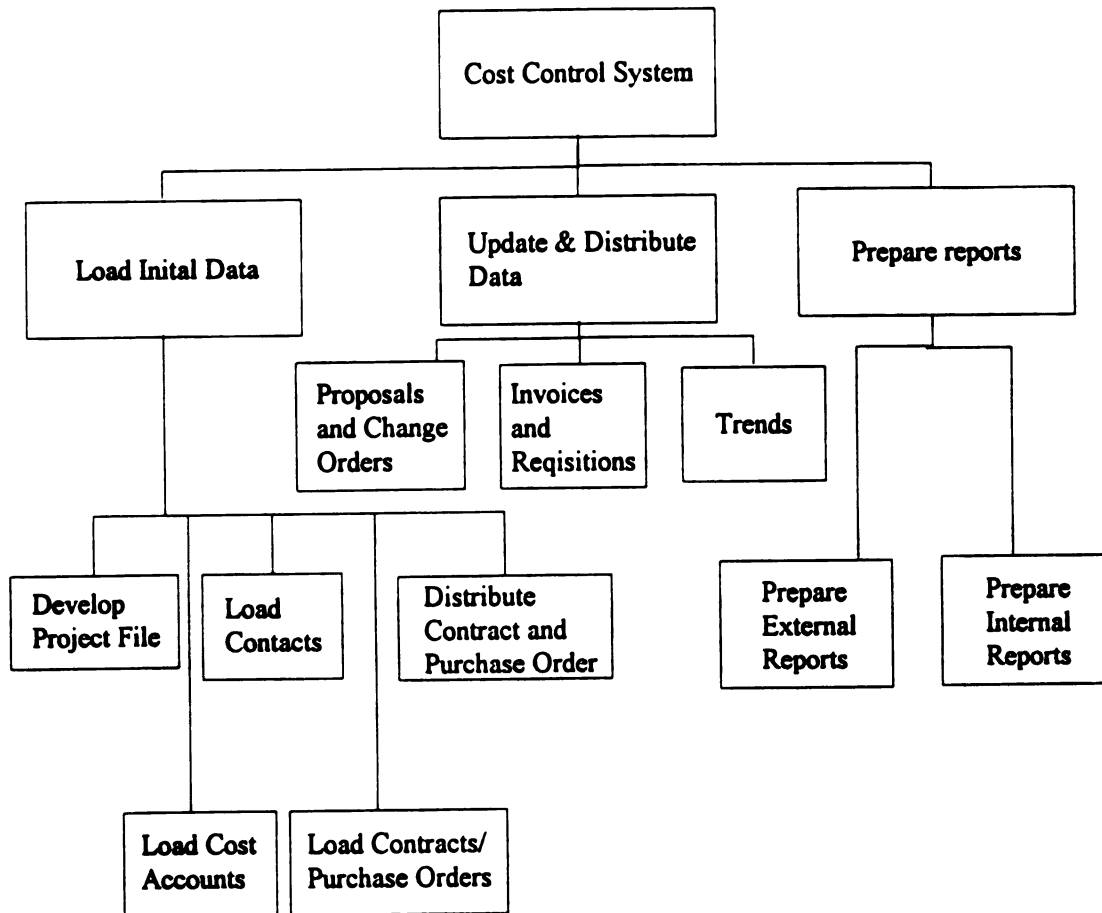 Cost Control System
Load Inital Data
Update & Distribute
Data
Prepare reports
Proposals
and Change
Orders
Invoices
and
Reqisitions
Trends
Develop
Project File
Load
Contacts
Distribute
Contract and
Purchase Order
Prepare
External
Reports
Prepare
Internal
Reports
Load Cost
Accounts
Load Contracts/
Purchase Orders